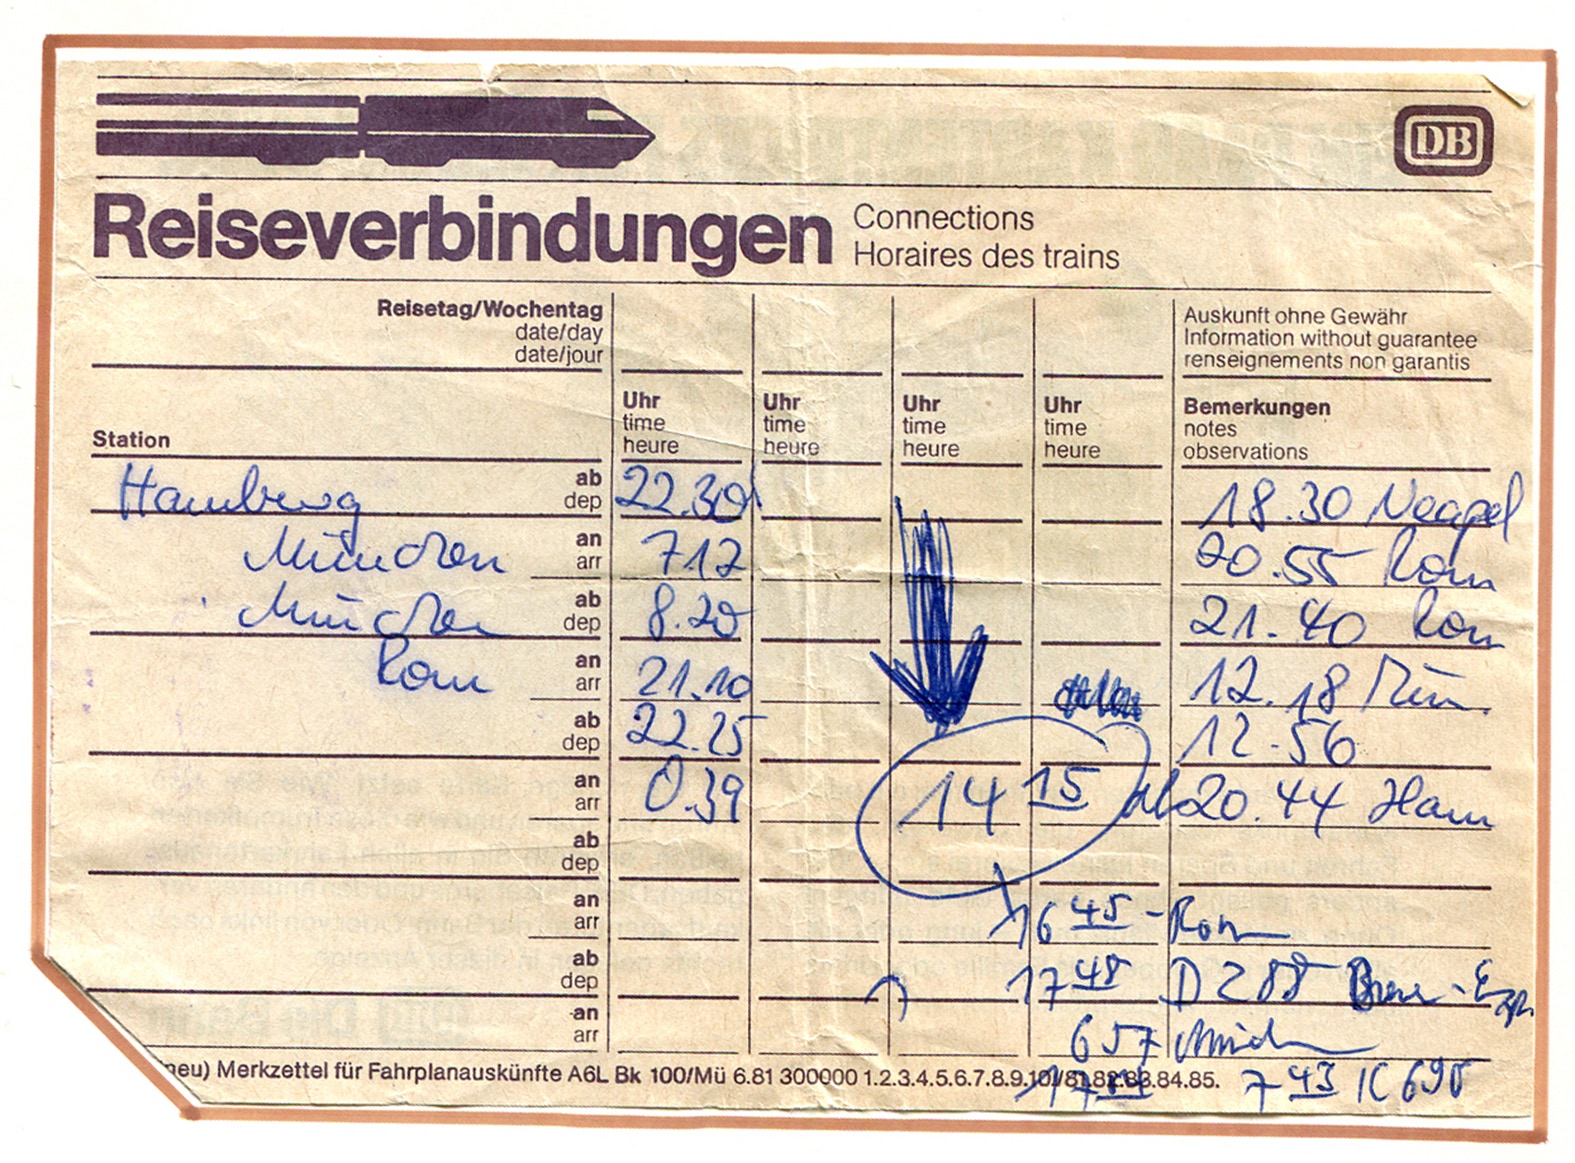 DB
Reiseverbindungen Connections
Horaires des trains
Reisetag/Wochentag
date/day
date/jour
Auskunft ohne Gewähr
Information without guarantee
renseignements non garantis
Station Uhr time heure Uhr time heure Uhr time heure Uhr time heure Bemerkungen notes observations
Hamburg ab dep 22.30 18.30 Neapel
München an arr 7.12 20.55 Rom
München ab dep 8.20 21.40 Rom
Rom an arr 21.10 12.18 Mün.
ab dep 22.25 12.56
an arr 0.39 14 15 ab 20.44 Ham
ab dep
an arr 16 45 - Rom
ab dep 17 48 D 288
an arr 6 57 Münch
neu) Merkzettel für Fahrplanauskünfte A6L Bk 100/Mü 6.81 300000 1.2.3.4.5.6.7.8.9.10./81.82.83.84.85.
7 43 IC 690